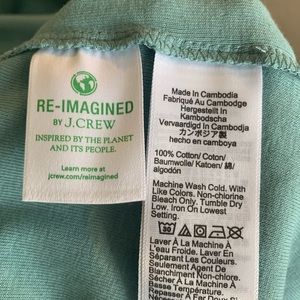 RE-IMAGINED
BY J.CREW
INSPIRED BY THE PLANET
AND ITS PEOPLE.
Learn more at
jcrew.com/reimagined
Made In Cambodia
Fabriqué Au Cambodge
Hergestellt In
Kambodscha
Vervaardigd In Cambodja
カンボジア製
hecho en camboya
100% Cotton/ Coton/
Baumwolle/ Katoen/ 綿/
algodón
Machine Wash Cold. With
Like Colors. Non-chlorine
Bleach Only. Tumble Dry
Low. Iron On Lowest
Setting.
Laver À La Machine À
L'eau Froide. Laver En
Séparant Les Couleurs.
Seulement Agent De
Blanchiment Non-chlore.
Sécher À La Machine À
Basse Température. Si